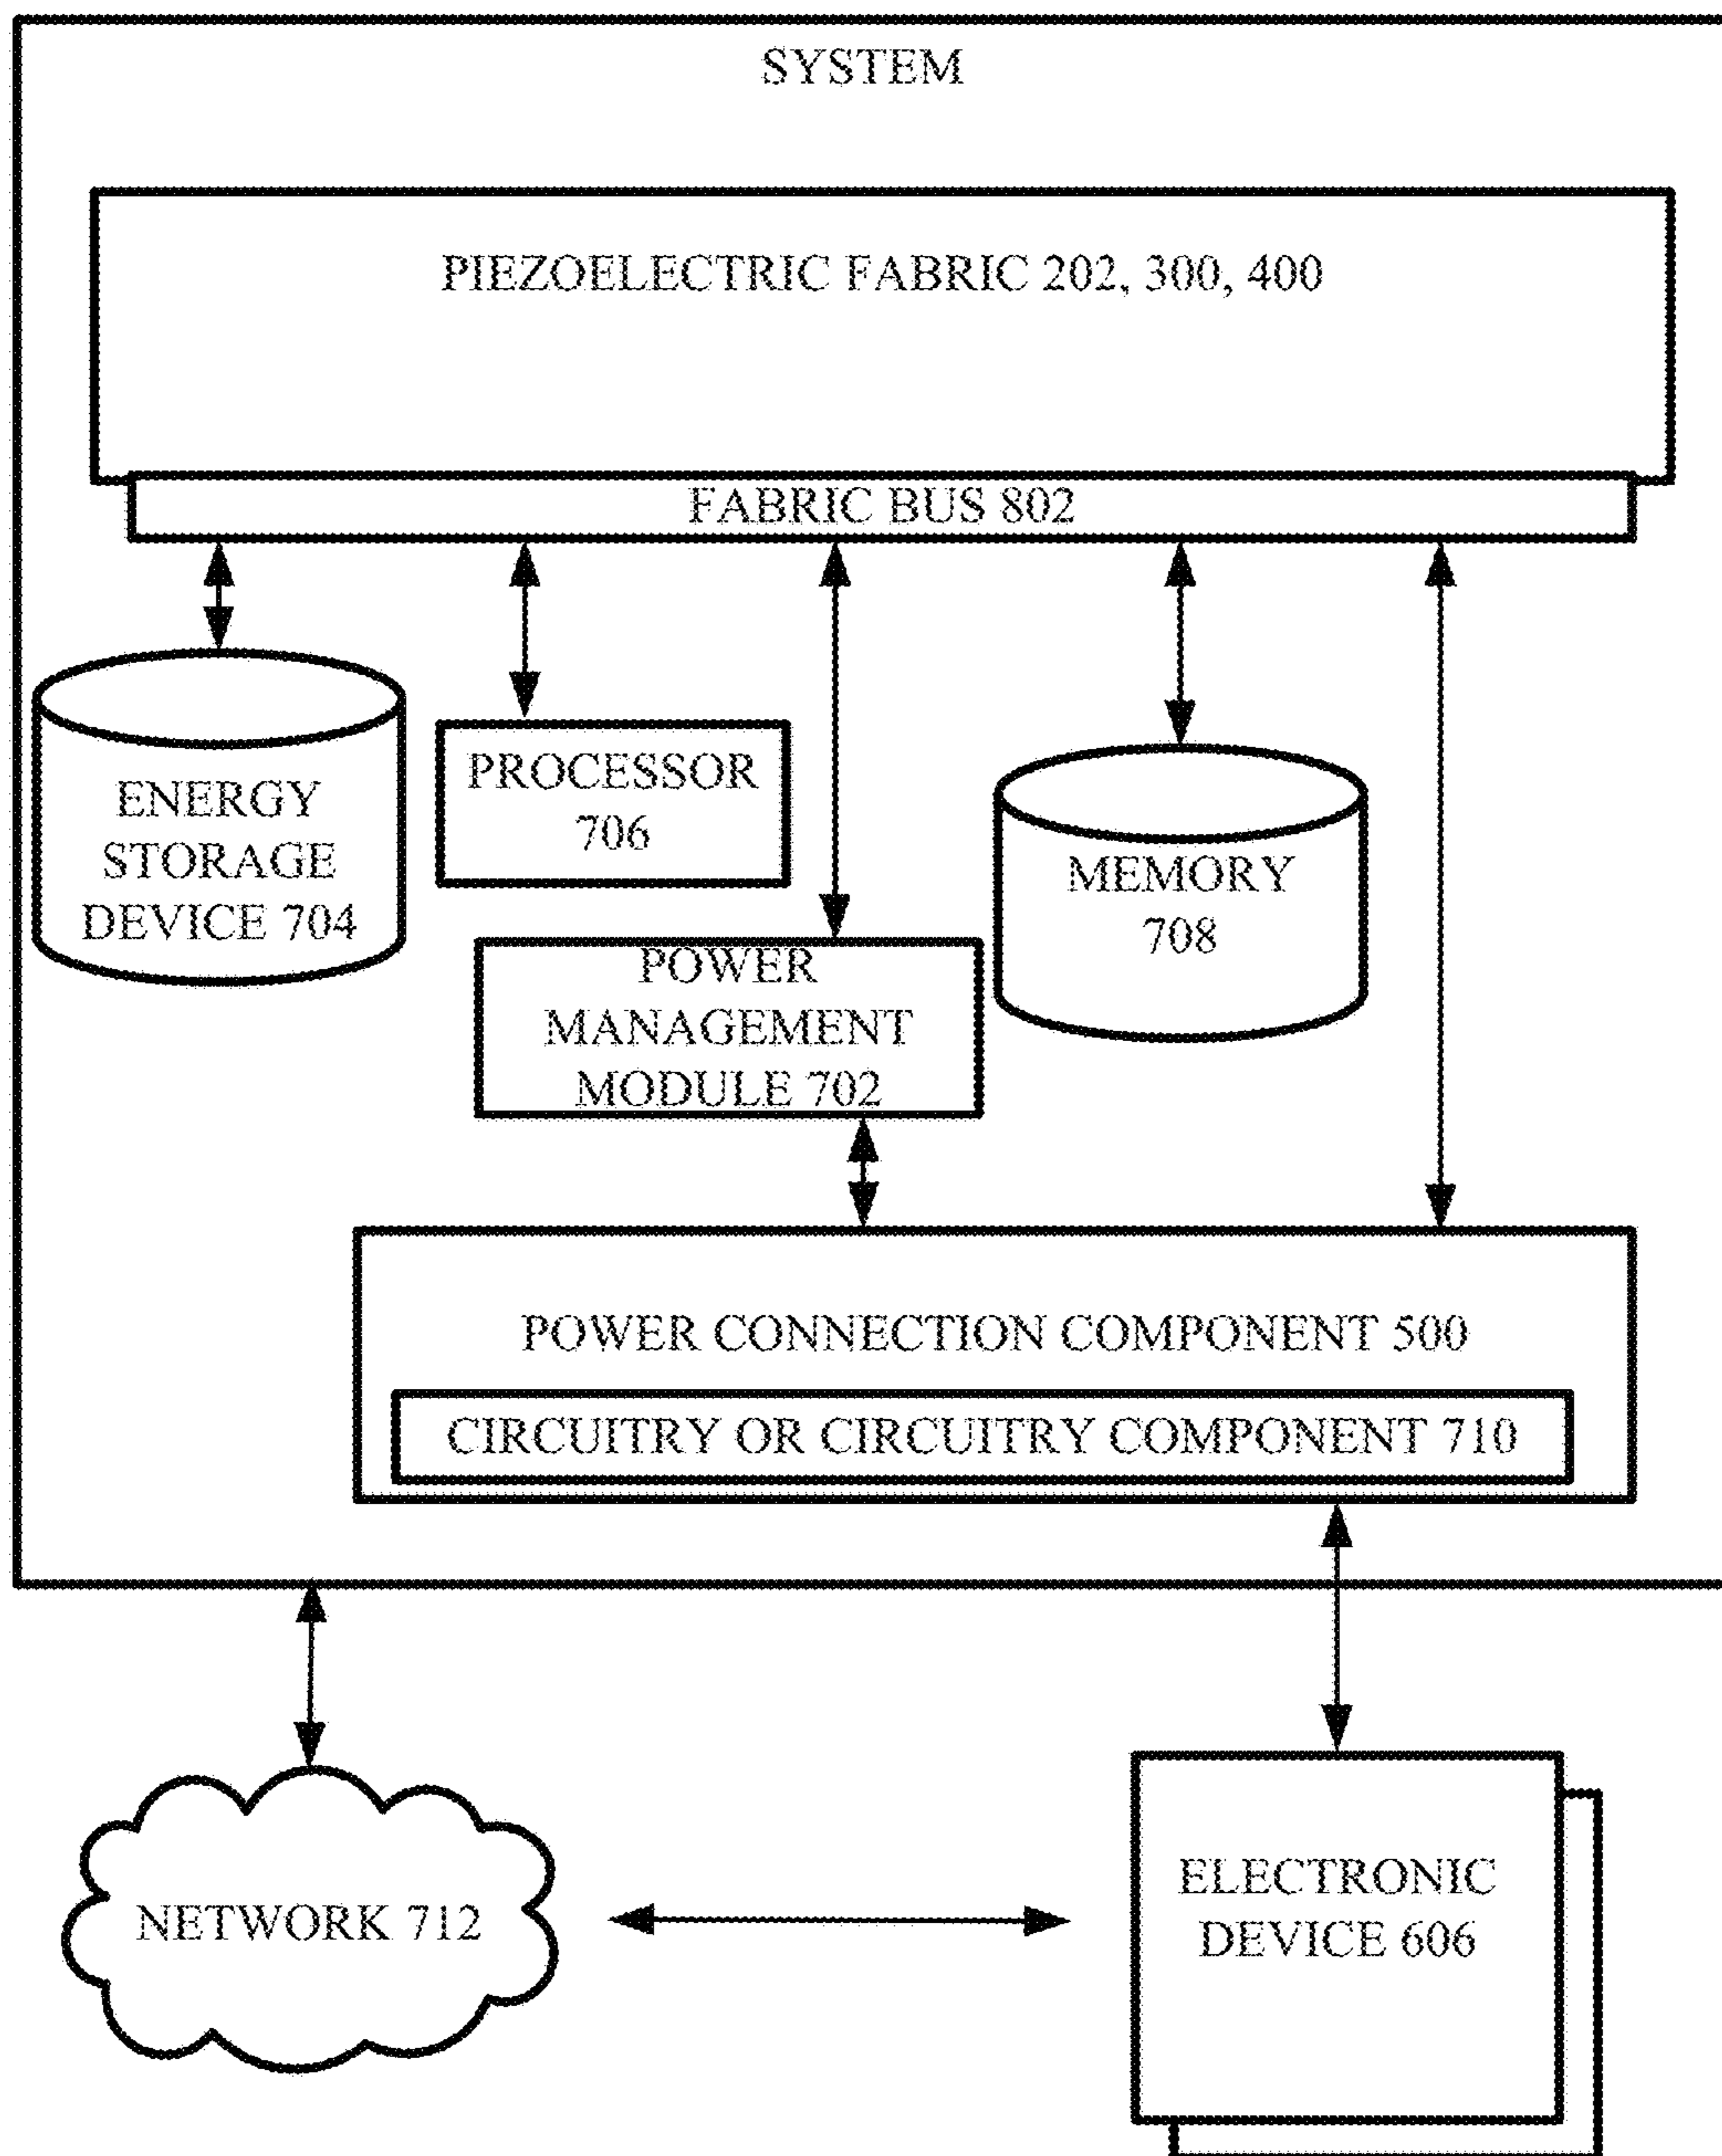 SYSTEM
PIEZOELECTRIC FABRIC 202, 300, 400
FABRIC BUS 802
ENERGY
STORAGE
DEVICE 704
PROCESSOR
706
MEMORY
708
POWER
MANAGEMENT
MODULE 702
POWER CONNECTION COMPONENT 500
CIRCUITRY OR CIRCUITRY COMPONENT 710
NETWORK 712
ELECTRONIC
DEVICE 606